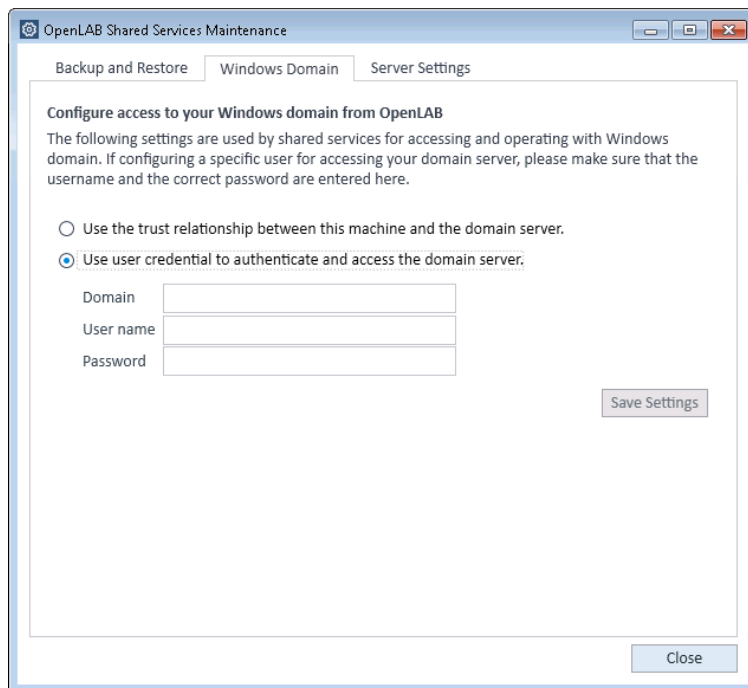 OpenLAB Shared Services Maintenance
Backup and Restore Windows Domain Server Settings
Configure access to your Windows domain from OpenLAB
The following settings are used by shared services for accessing and operating with Windows
domain. If configuring a specific user for accessing your domain server, please make sure that the
username and the correct password are entered here.
Use the trust relationship between this machine and the domain server.
Use user credential to authenticate and access the domain server.
Domain
User name
Password
Save Settings
Close